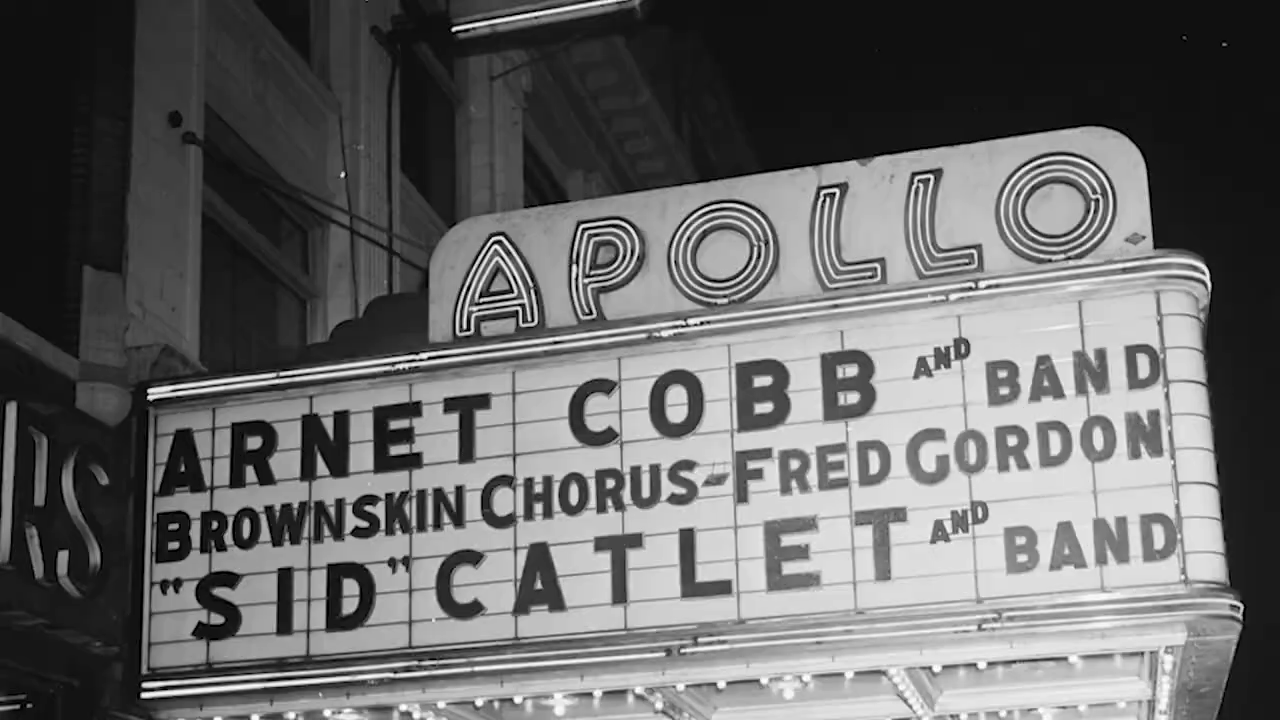 APOLLO
ARNET COBB AND BAND
BROWNSKIN CHORUS-FRED GORDON
"SID" CATLET AND BAND